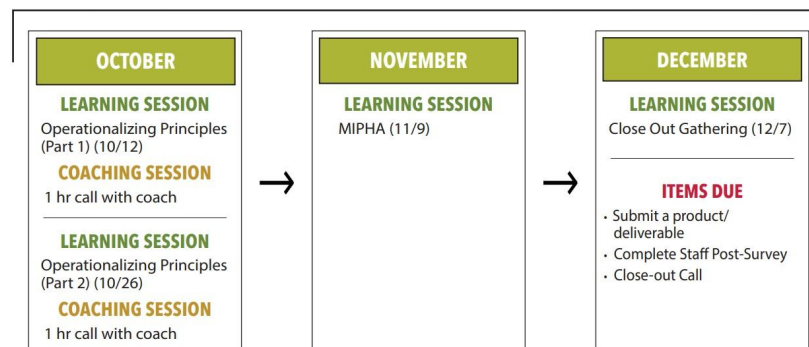 OCTOBER
LEARNING SESSION
Operationalizing Principles
(Part 1) (10/12)
COACHING SESSION
1 hr call with coach
LEARNING SESSION
Operationalizing Principles
(Part 2) (10/26)
COACHING SESSION
1 hr call with coach
NOVEMBER
LEARNING SESSION
MIPHA (11/9)
DECEMBER
LEARNING SESSION
Close Out Gathering (12/7)
ITEMS DUE
• Submit a product/
deliverable
• Complete Staff Post-Survey
• Close-out Call